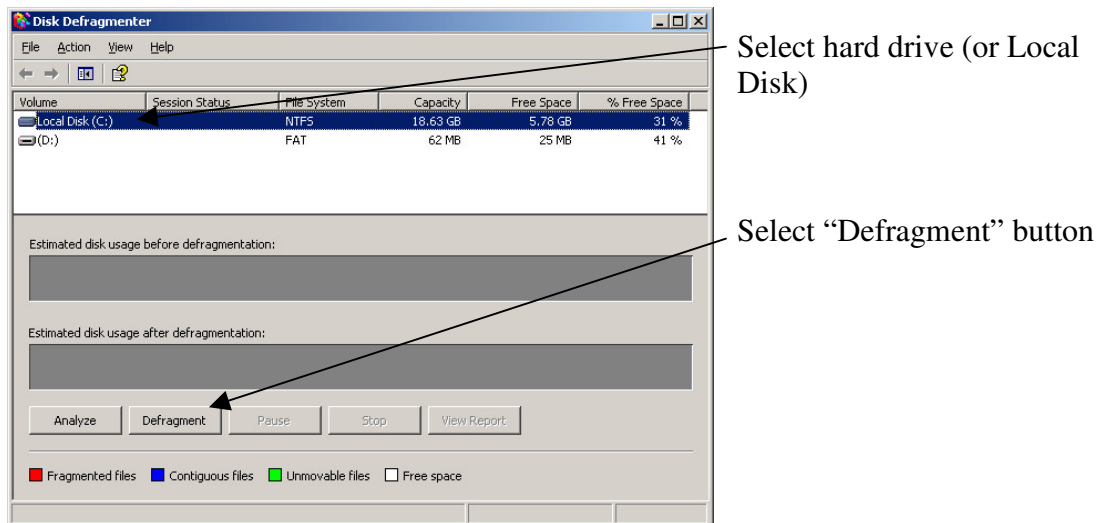 Disk Defragmenter
File Action View Help
Select hard drive (or Local
Disk)
Volume Session Status File System Capacity Free Space % Free Space
Local Disk (C:) NTFS 18.63 GB 5.78 GB 31 %
(D:) FAT 62 MB 25 MB 41 %
Select “Defragment” button
Estimated disk usage before defragmentation:
Estimated disk usage after defragmentation:
Analyze Defragment Pause Stop View Report
Fragmented files Contiguous files Unmovable files Free space